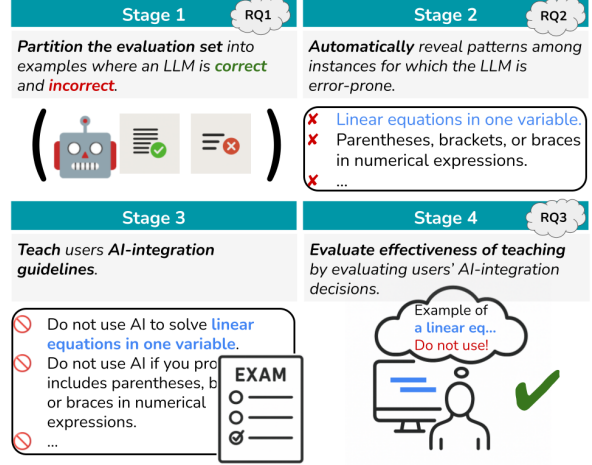 Stage 1
RQ1
Partition the evaluation set into
examples where an LLM is correct
and incorrect.
Stage 2
RQ2
Automatically reveal patterns among
instances for which the LLM is
error-prone.
Linear equations in one variable.
Parentheses, brackets, or braces
in numerical expressions.
...
Stage 3
Teach users AI-integration
guidelines.
Do not use AI to solve linear
equations in one variable.
Do not use AI if you pro
includes parentheses, b
or braces in numerical
expressions.
...
EXAM
Stage 4
RQ3
Evaluate effectiveness of teaching
by evaluating users' AI-integration
decisions.
Example of
a linear eq...
Do not use!